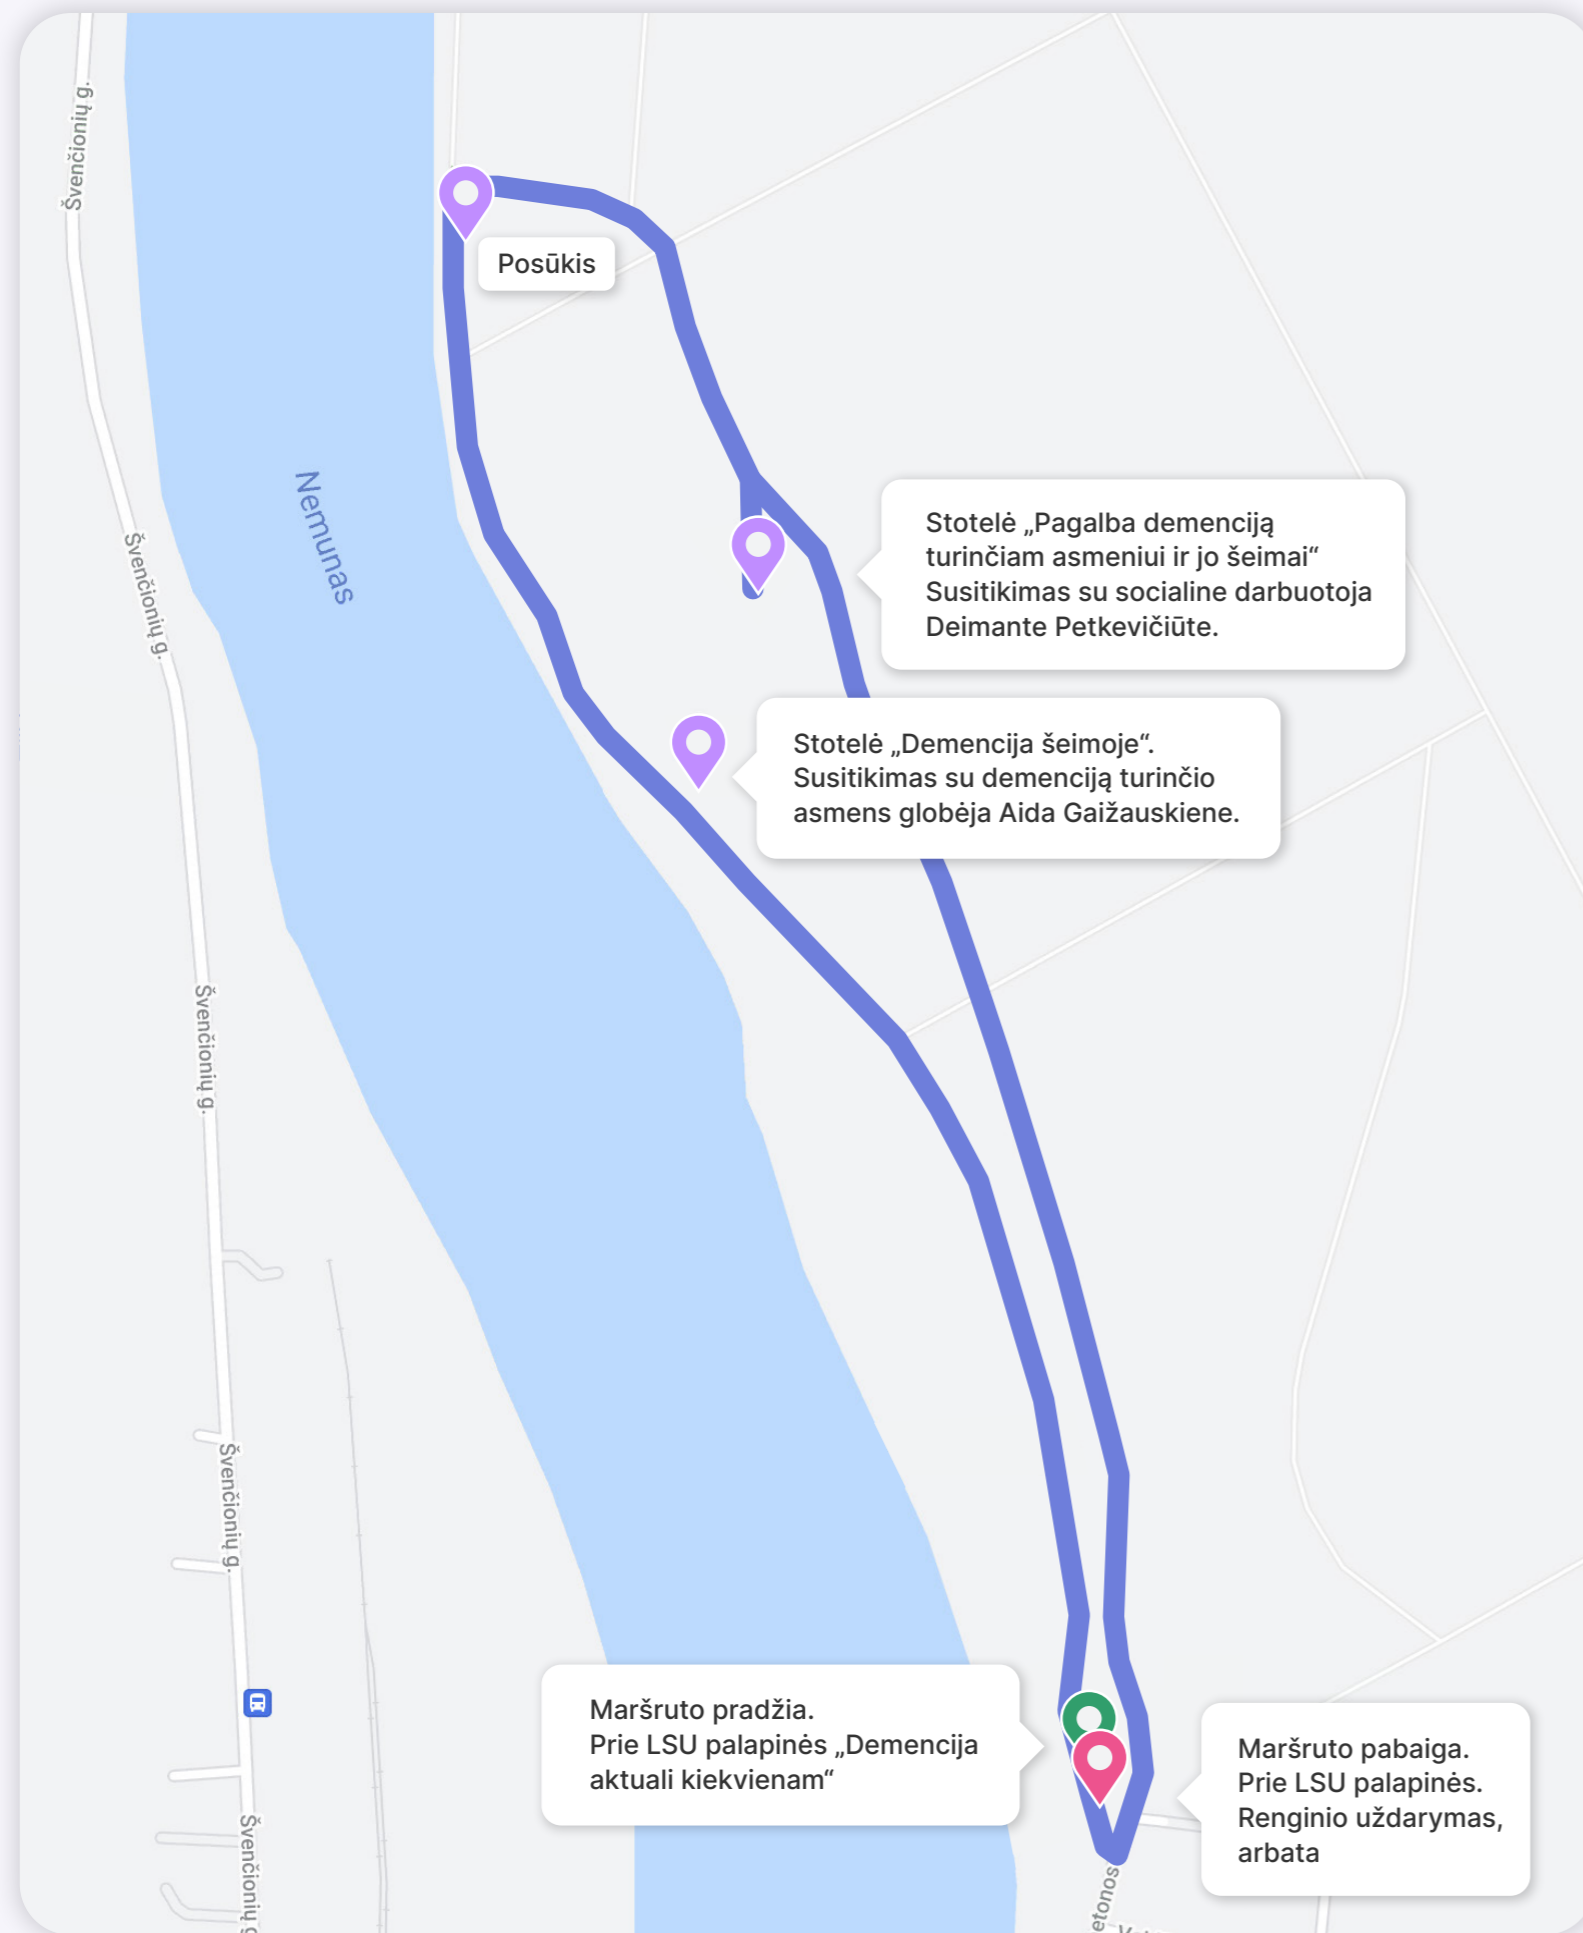 Švenčionių g.
Posūkis
Nemunas
Stotelė „Pagalba demenciją
turinčiam asmeniui ir jo šeimai“
Susitikimas su socialine darbuotoja
Deimante Petkevičiūte.
Švenčionių g.
Stotelė „Demencija šeimoje“.
Susitikimas su demenciją turinčio
asmens globėja Aida Gaižauskiene.
Švenčionių g.
Švenčionių g.
Maršruto pradžia.
Prie LSU palapinės „Demencija
aktuali kiekvienam“
Maršruto pabaiga.
Prie LSU palapinės.
Renginio uždarymas,
arbata
Švenčionių g
etonos